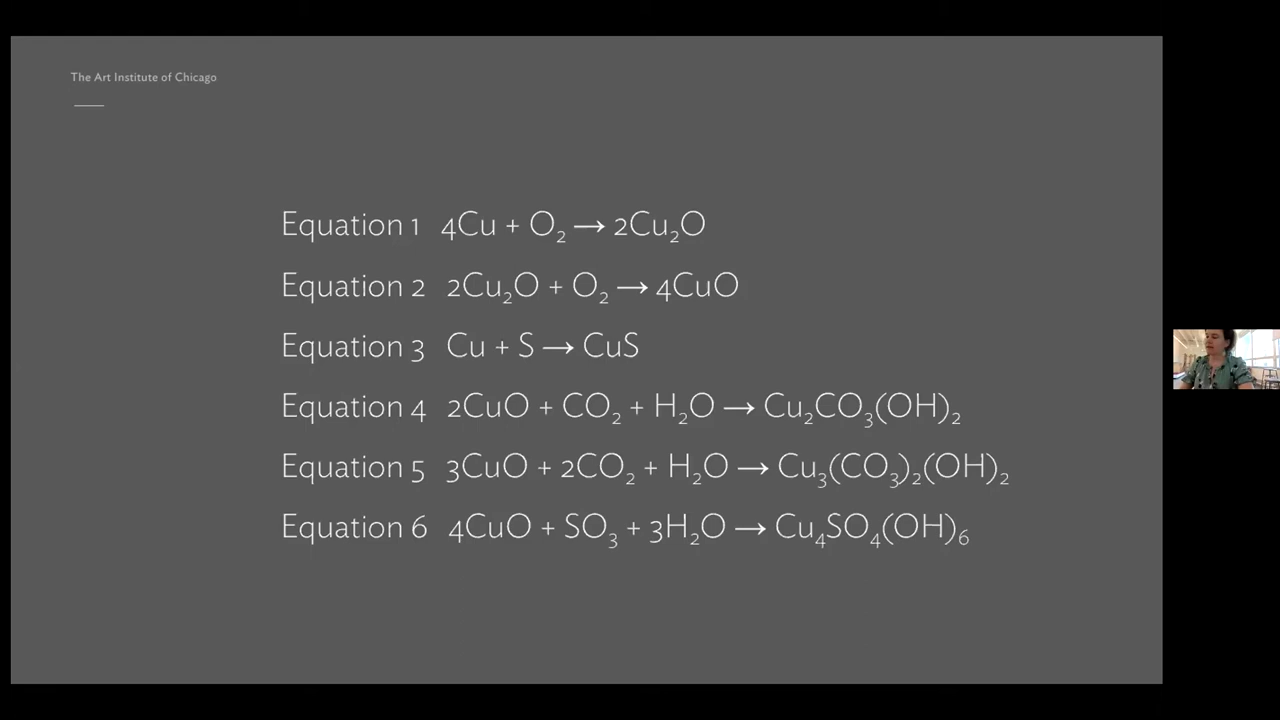 The Art Institute of Chicago
Equation 1 4Cu + O₂ → 2Cu₂O
Equation 2 2Cu₂O + O₂ → 4CuO
Equation 3 Cu + S → CuS
Equation 4 2CuO + CO₂ + H₂O → Cu₂CO₃(OH)₂
Equation 5 3CuO + 2CO₂ + H₂O → Cu₃(CO₃)₂(OH)₂
Equation 6 4CuO + SO₃ + 3H₂O → Cu₄SO₄(OH)₆